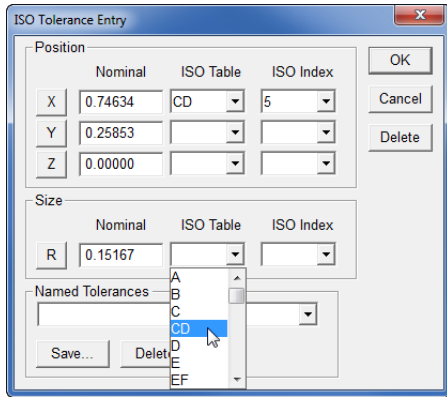 ISO Tolerance Entry
Position
Nominal ISO Table ISO Index
X 0.74634 CD 5
Y 0.25853
Z 0.00000
OK
Cancel
Delete
Size
Nominal ISO Table ISO Index
R 0.15167
A
B
C
CD
D
E
EF
Named Tolerances
Save... Delet